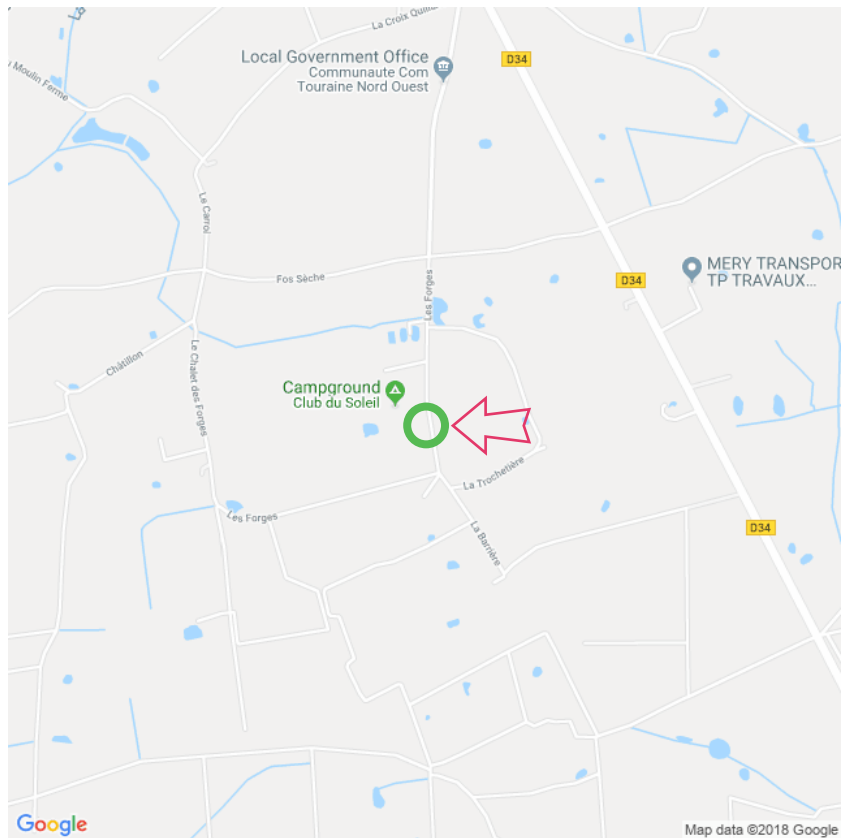 La
La Croix Quilla
D34
Local Government Office
Communaute Com
Touraine Nord Ouest
Moulin Ferme
Le Carroi
Fos Sèche
Les Forges
D34
MERY TRANSPOR
TP TRAVAUX...
Châtillon
Le Chalet des Forges
Campground
Club du Soleil
La Trochetière
Les Forges
La Barrière
D34
Google
Map data ©2018 Google